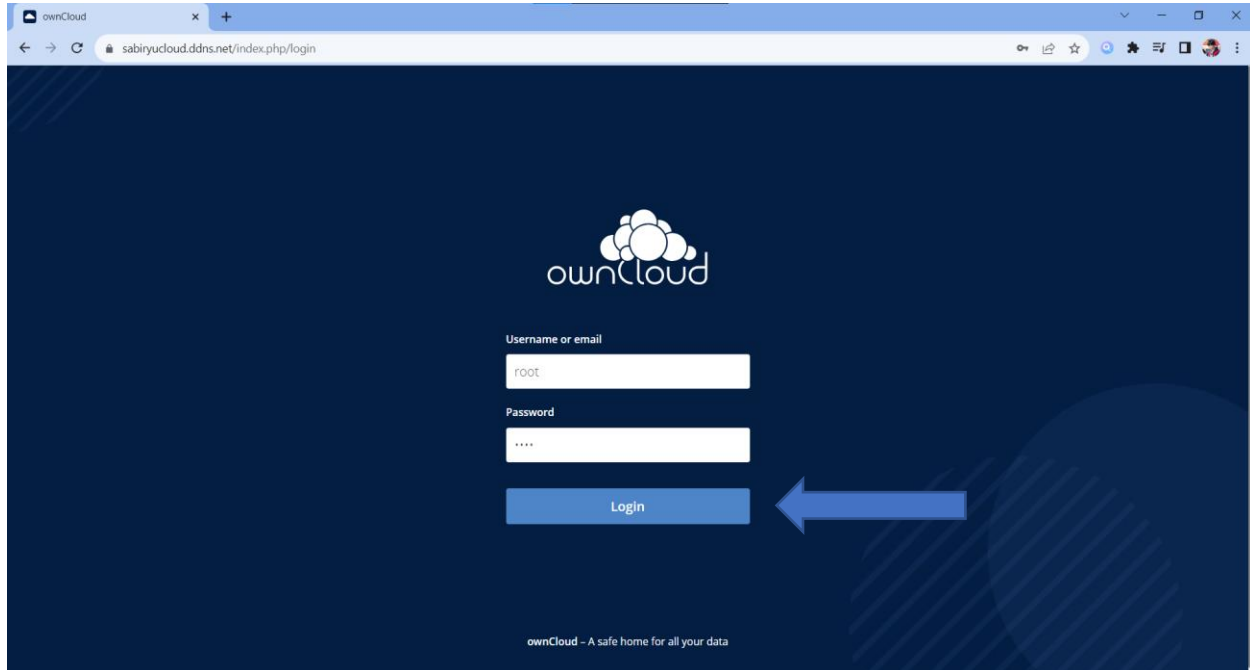 ownCloud
sabiryucloud.ddns.net/index.php/login
ownCloud
Username or email
root
Password
....
Login
ownCloud – A safe home for all your data